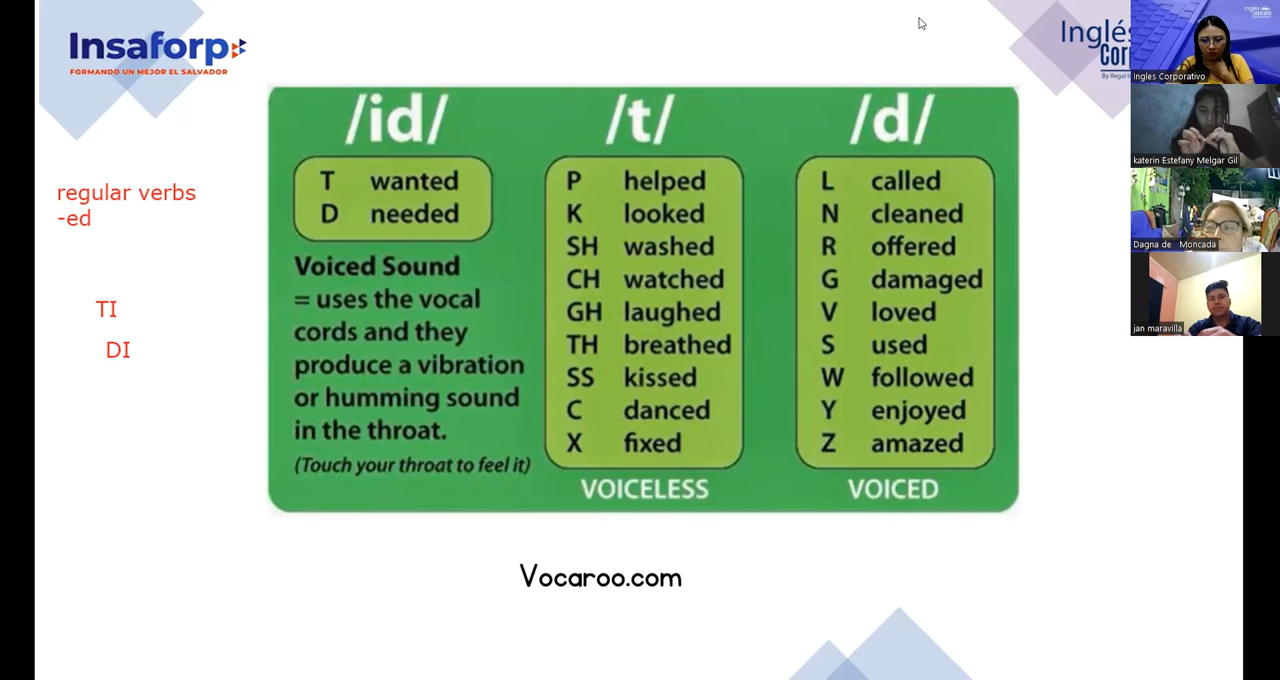 Insaforp
FORMANDO UN MEJOR EL SALVADOR
Inglés
Cor
By Regal
regular verbs
-ed
TI
DI
/id/
T wanted
D needed
Voiced Sound
= uses the vocal
cords and they
produce a vibration
or humming sound
in the throat.
(Touch your throat to feel it)
/t/
P helped
K looked
SH washed
CH watched
GH laughed
TH breathed
SS kissed
C danced
X fixed
VOICELESS
/d/
L called
N cleaned
R offered
G damaged
V loved
S used
W followed
Y enjoyed
Z amazed
VOICED
Vocaroo.com
Ingles Corporativo
katerin Estefany Melgar Gil
Dagna de Moncada
jan maravilla